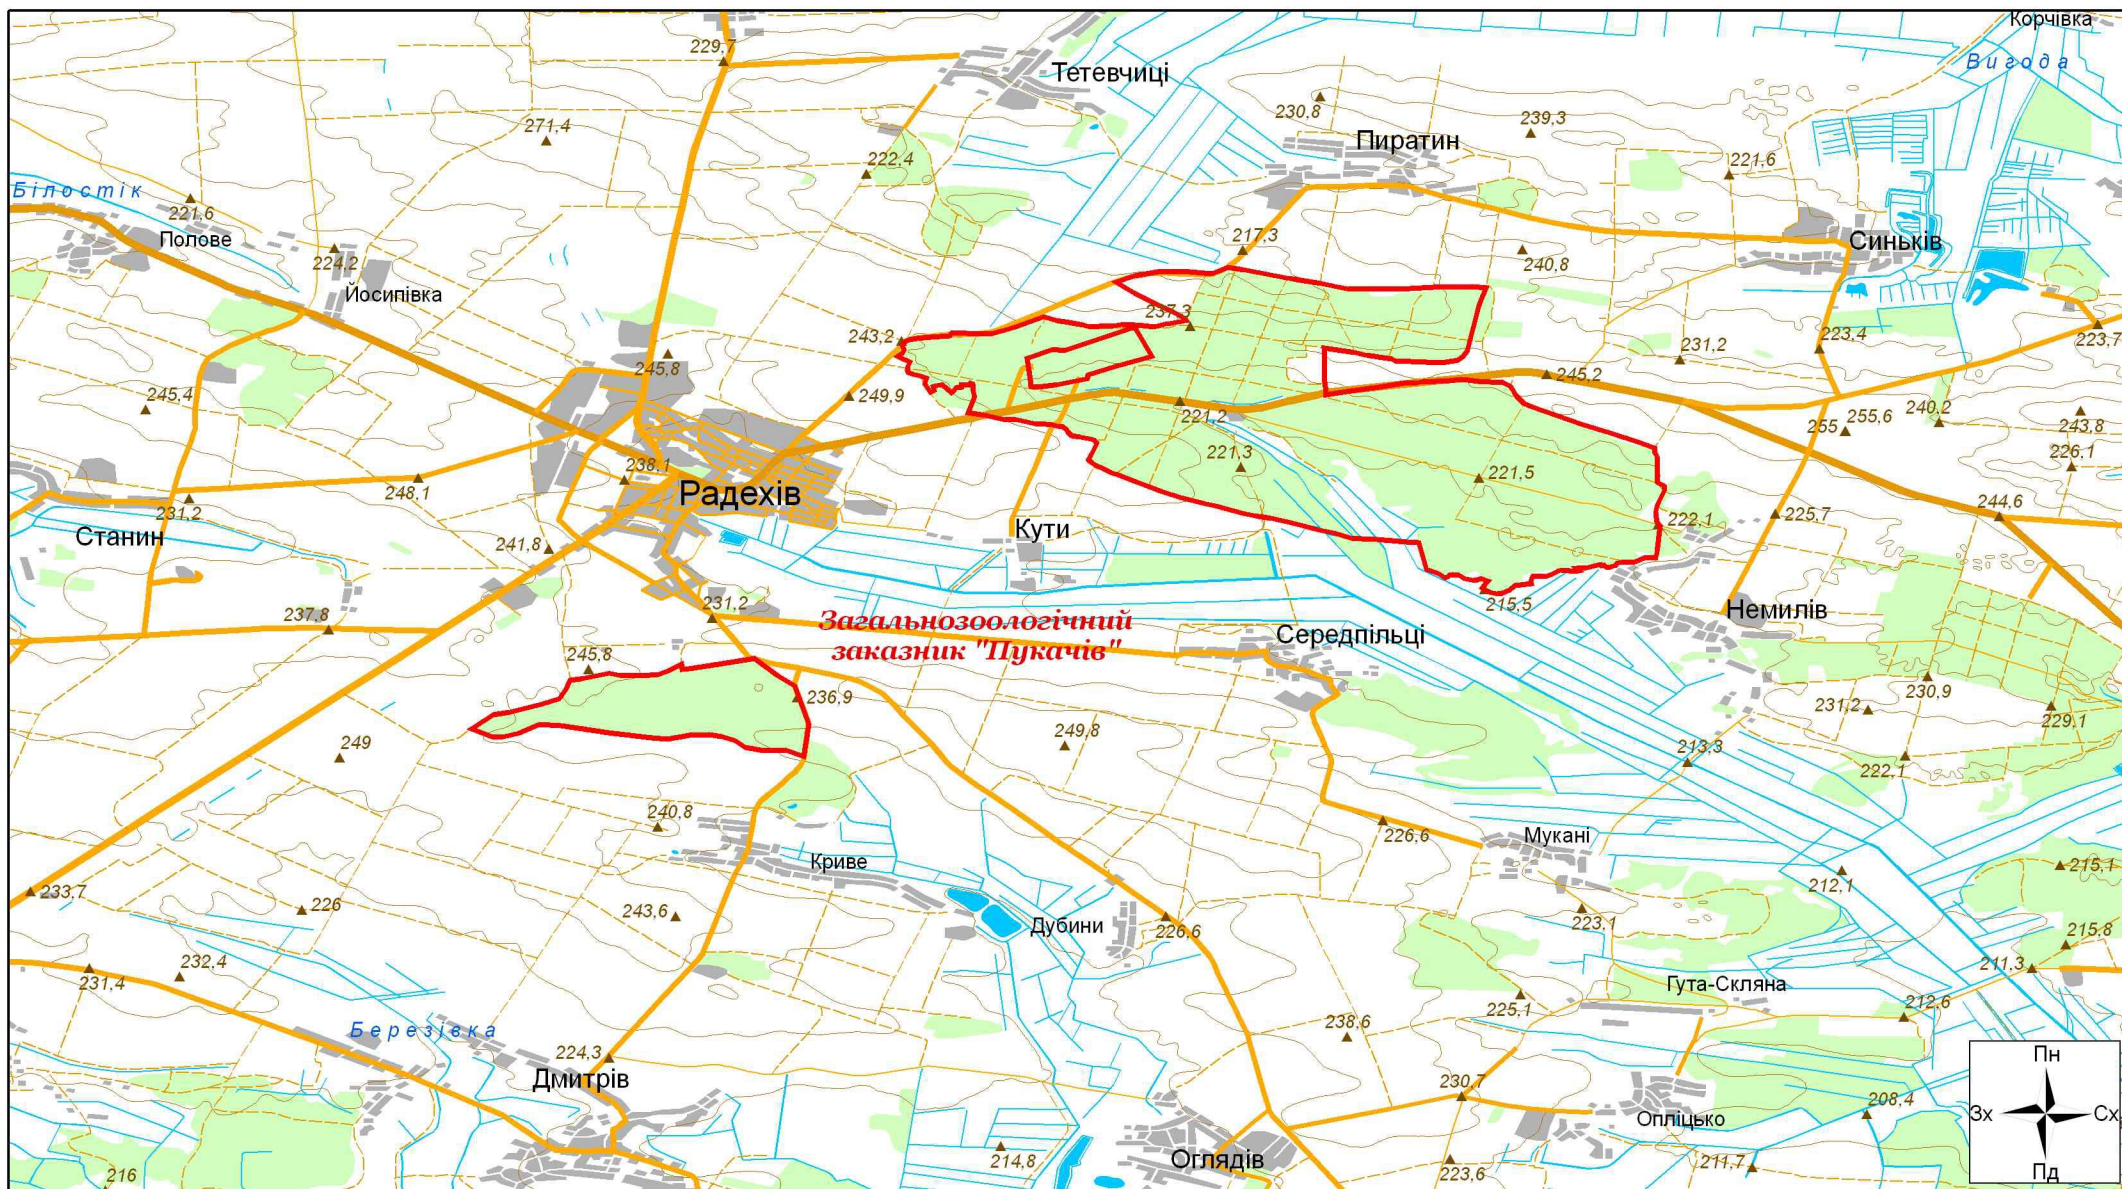 Корчівка
229,7
Вигода
Тетевчиці
230,8
239,3
271,4
Пиратин
222,4
221,6
Білостік
221,6
Полове
217,3
Синьків
224,2
240,8
Йосипівка
237,3
243,2
223,4
223,7
245,8
231,2
245,2
245,4
249,9
221,2
240,2
255
255,6
243,8
238,1
221,3
226,1
248,1
Радехів
221,5
231,2
244,6
Станин
Кути
222,1
225,7
241,8
237,8
231,2
215,5
Немилів
Загальнозоологічний
заказник "Пукачів"
Середпільці
245,8
236,9
230,9
231,2
229,1
249
249,8
213,3
222,1
240,8
226,6
Мукані
Криве
215,1
233,7
212,1
226
243,6
Дубини
226,6
223,1
215,8
232,4
231,4
211,3
Гута-Скляна
225,1
212,6
Березівка
238,6
224,3
Пн
Дмитрів
230,7
208,4
Зх
Сх
Опліцько
214,8
Оглядів
223,6
211,7
216
Пд